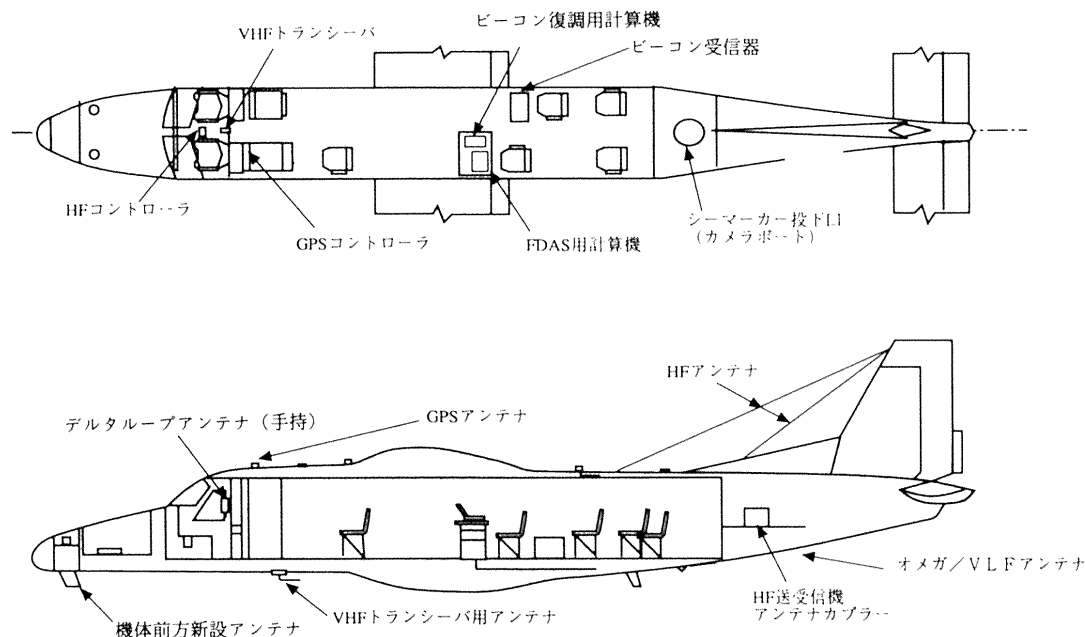 ビーコン復調用計算機
VHFトランシーバ
ビーコン受信器
HFコントローラ
GPSコントローラ
FDAS用計算機
シーマーカー投下口
（カメラポート）
HFアンテナ
デルタループアンテナ（手持）
GPSアンテナ
オメガ／ＶＬＦアンテナ
HF送受信機
アンテナカプラー
VHFトランシーバ用アンテナ
機体前方新設アンテナ